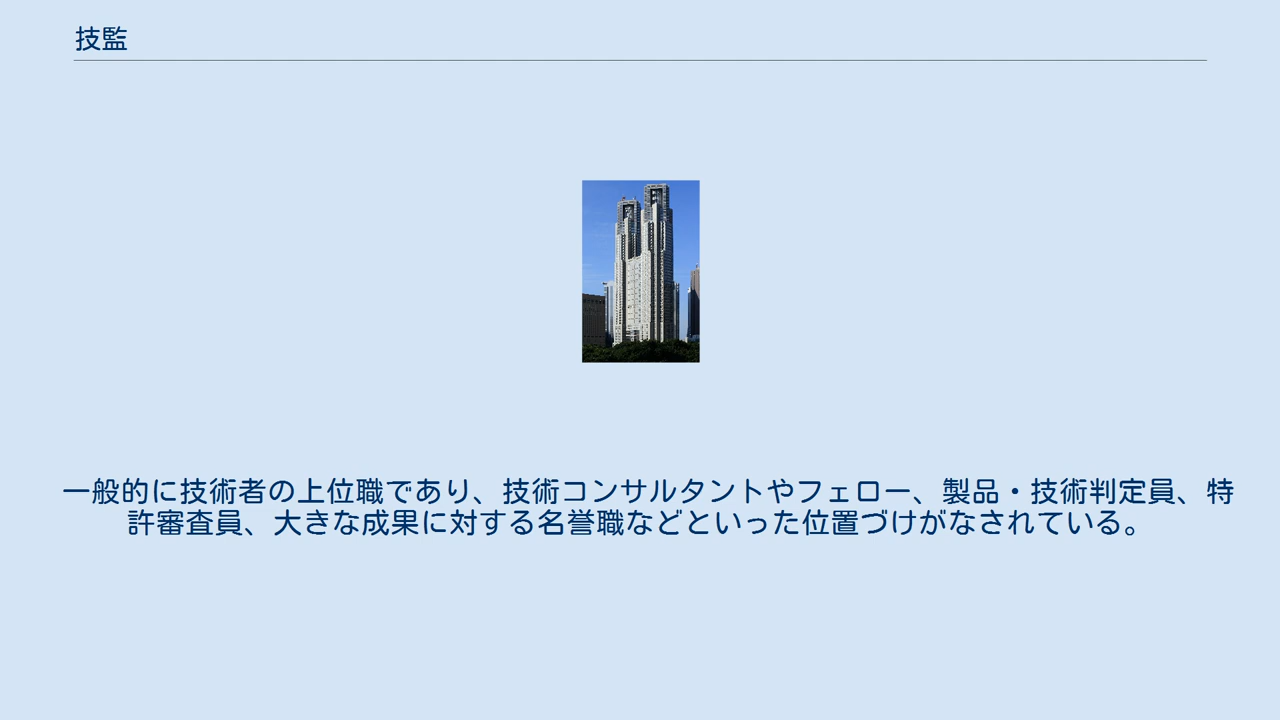 技監
一般的に技術者の上位職であり、技術コンサルタントやフェロー、製品・技術判定員、特
許審査員、大きな成果に対する名誉職などといった位置づけがなされている。